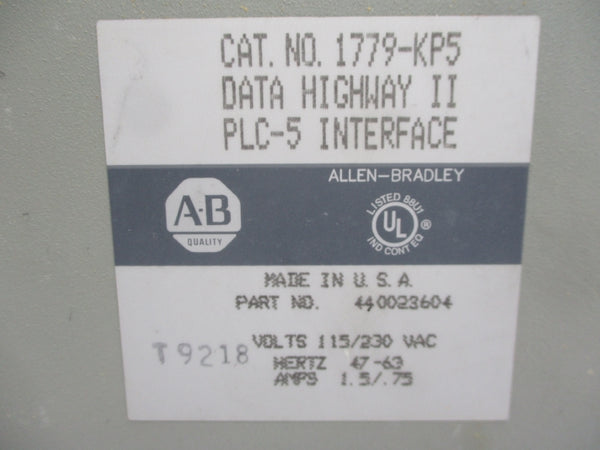 CAT. NO. 1779-KP5
DATA HIGHWAY II
PLC-5 INTERFACE
ALLEN-BRADLEY
A-B
QUALITY
LISTED 88U1
UL ®
IND CONT EQ
MADE IN U.S.A.
PART NO. 440023604
T9218
VOLTS 115/230 VAC
HERTZ 47-63
AMPS 1.5/.75